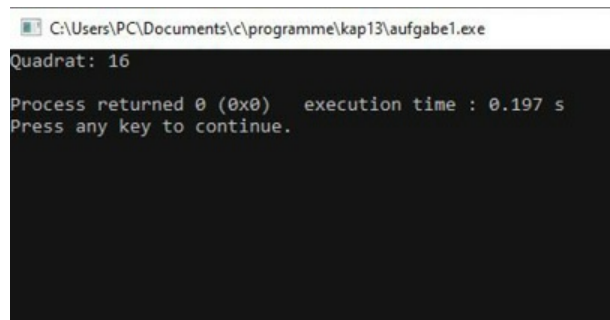 C:\Users\PC\Documents\c\programme\kap13\aufgabe1.exe
Quadrat: 16
Process returned 0 (0x0)   execution time : 0.197 s
Press any key to continue.